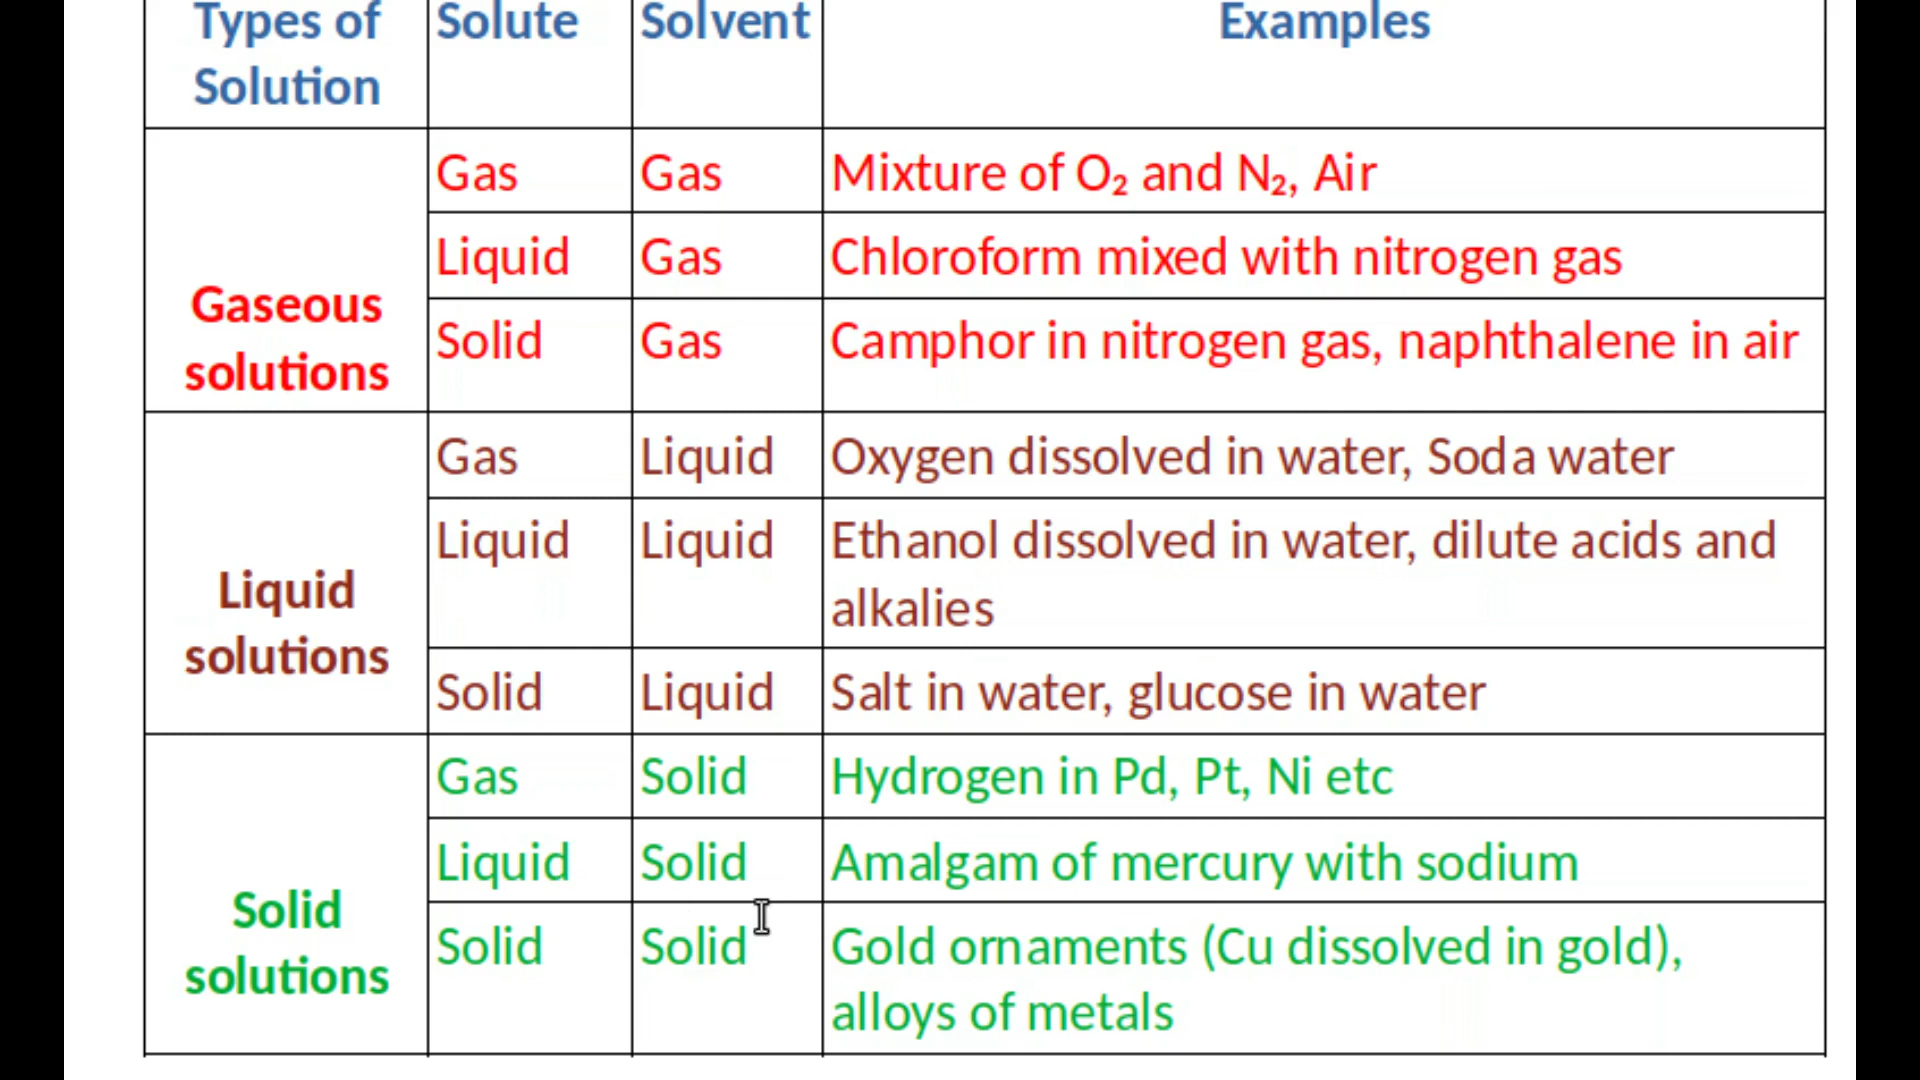 Types of Solution Solute Solvent Examples
Gaseous solutions
Gas Gas Mixture of O₂ and N₂, Air
Liquid Gas Chloroform mixed with nitrogen gas
Solid Gas Camphor in nitrogen gas, naphthalene in air
Liquid solutions
Gas Liquid Oxygen dissolved in water, Soda water
Liquid Liquid Ethanol dissolved in water, dilute acids and
alkalies
Solid Liquid Salt in water, glucose in water
Solid solutions
Gas Solid Hydrogen in Pd, Pt, Ni etc
Liquid Solid Amalgam of mercury with sodium
Solid Solid Gold ornaments (Cu dissolved in gold),
alloys of metals